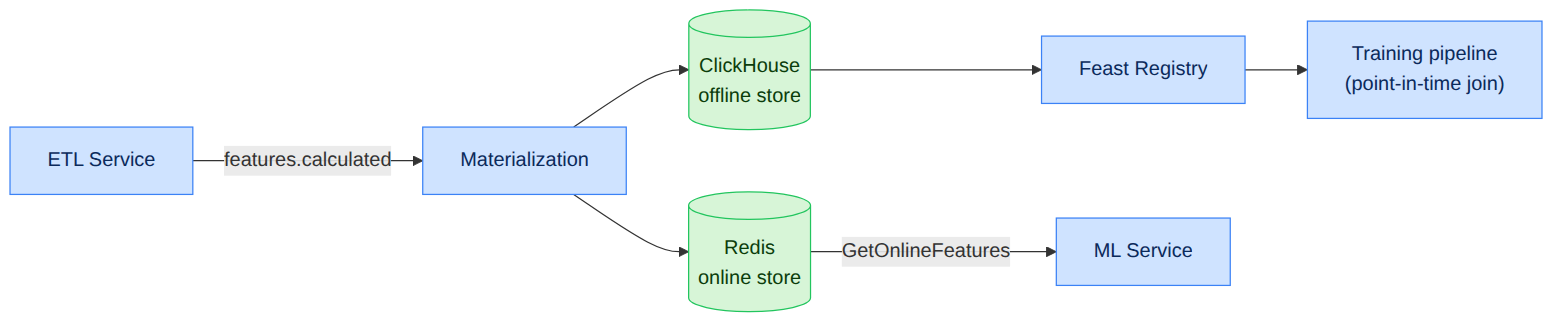 ETL Service
features.calculated
Materialization
ClickHouse
offline store
Feast Registry
Training pipeline
(point-in-time join)
Redis
online store
GetOnlineFeatures
ML Service